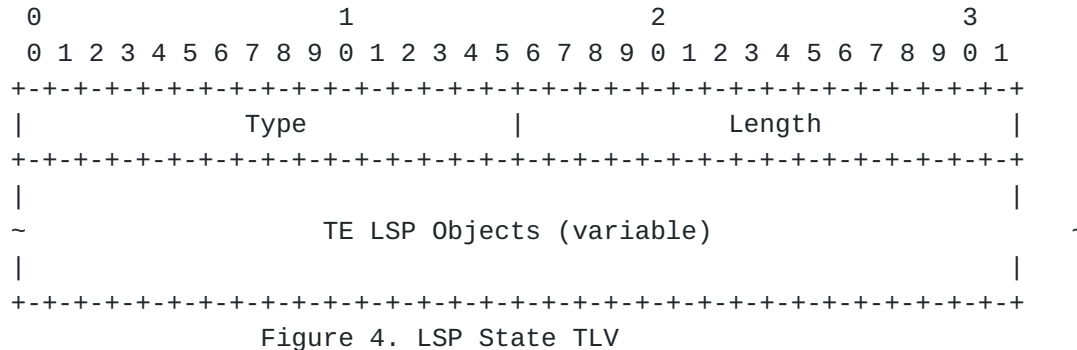 0                   1                   2                   3
 0 1 2 3 4 5 6 7 8 9 0 1 2 3 4 5 6 7 8 9 0 1 2 3 4 5 6 7 8 9 0 1
+-+-+-+-+-+-+-+-+-+-+-+-+-+-+-+-+-+-+-+-+-+-+-+-+-+-+-+-+-+-+-+-+
|              Type             |             Length            |
+-+-+-+-+-+-+-+-+-+-+-+-+-+-+-+-+-+-+-+-+-+-+-+-+-+-+-+-+-+-+-+-+
|                                                               |
~                   TE LSP Objects (variable)                       ~
|                                                               |
+-+-+-+-+-+-+-+-+-+-+-+-+-+-+-+-+-+-+-+-+-+-+-+-+-+-+-+-+-+-+-+-+
                Figure 4. LSP State TLV